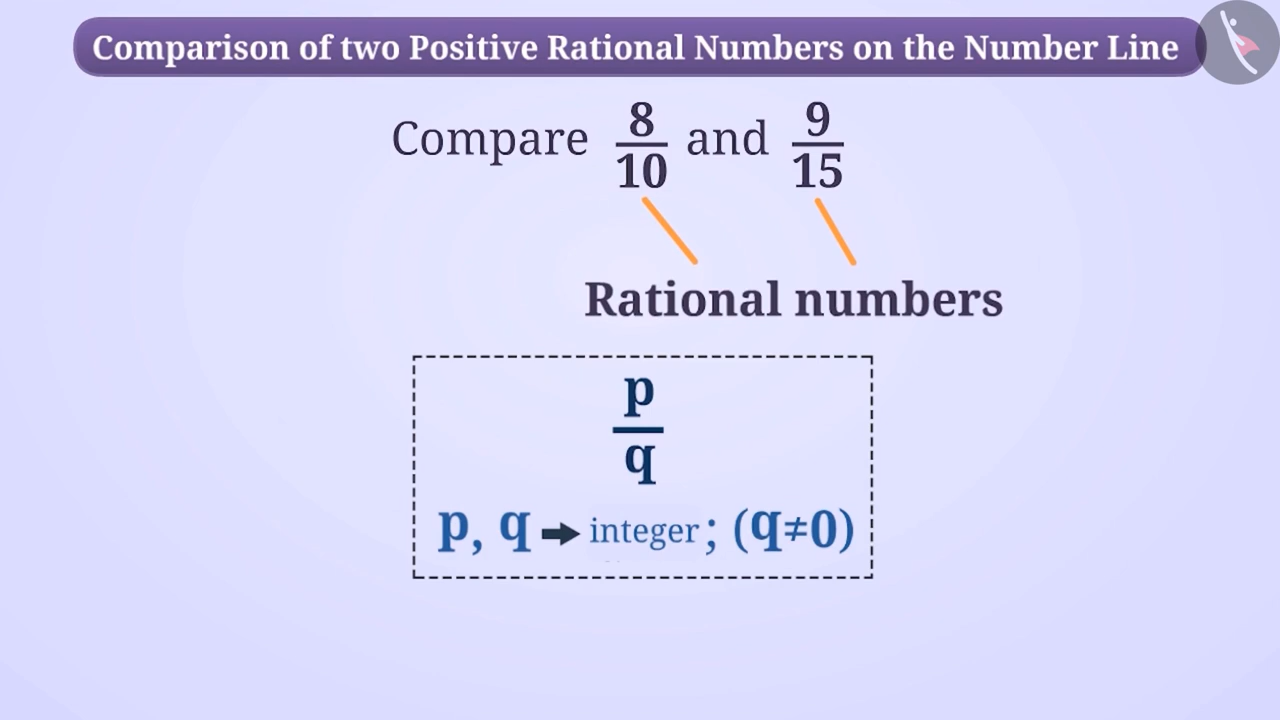 Comparison of two Positive Rational Numbers on the Number Line
Compare 8/10 and 9/15
Rational numbers
p
q
p, q ➡ integer; (q≠0)